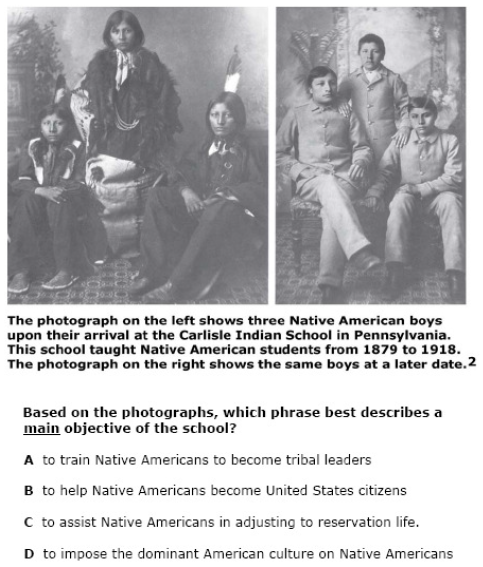 The photograph on the left shows three Native American boys
upon their arrival at the Carlisle Indian School in Pennsylvania.
This school taught Native American students from 1879 to 1918.
The photograph on the right shows the same boys at a later date.2
Based on the photographs, which phrase best describes a
main objective of the school?
A to train Native Americans to become tribal leaders
B to help Native Americans become United States citizens
C to assist Native Americans in adjusting to reservation life.
D to impose the dominant American culture on Native Americans